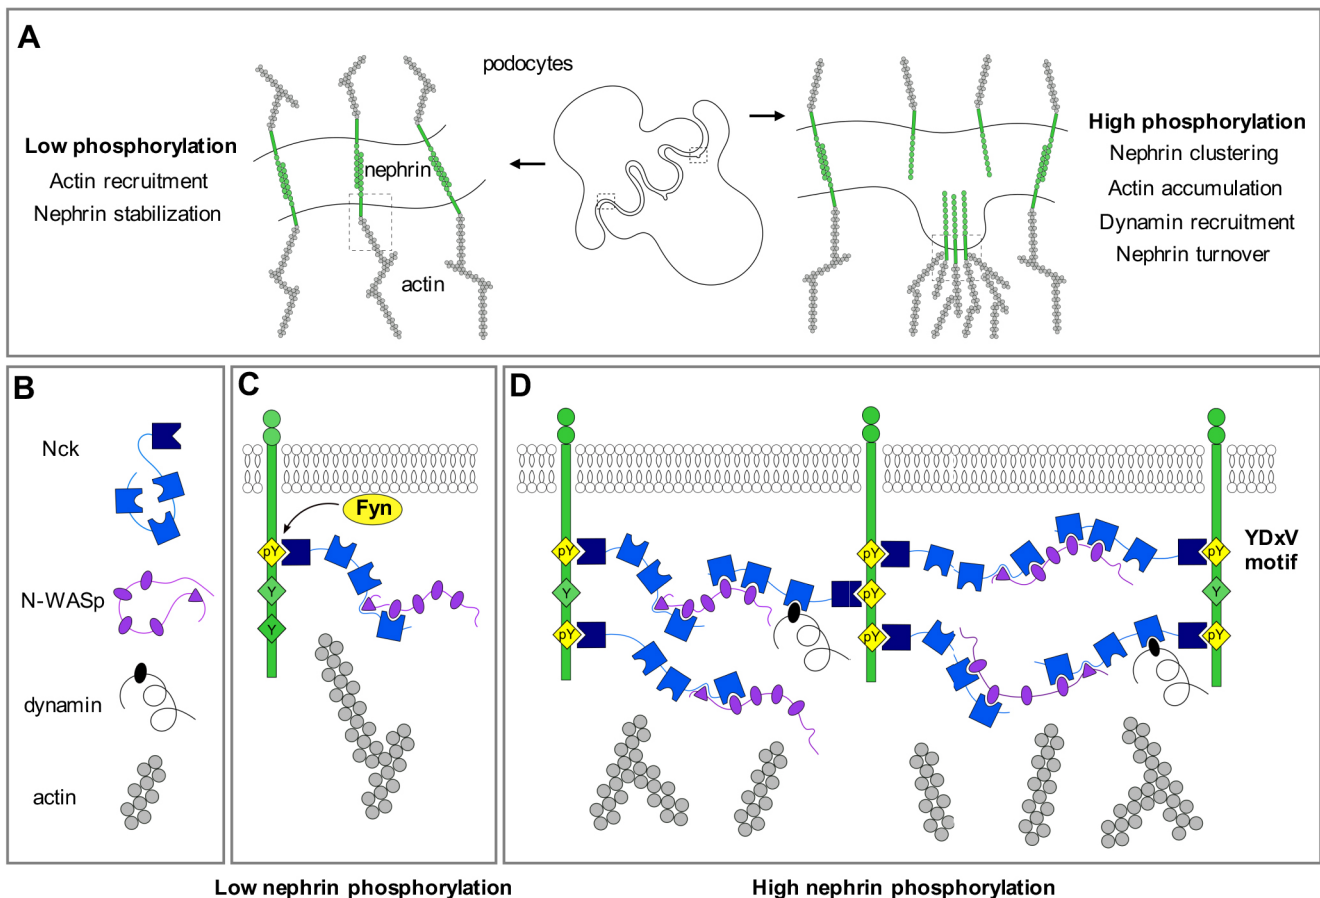 A
podocytes
Low phosphorylation
Actin recruitment
Nephrin stabilization
nephrin
actin
High phosphorylation
Nephrin clustering
Actin accumulation
Dynamin recruitment
Nephrin turnover
B
Nck
N-WASp
dynamin
actin
C
Fyn
pY
Y
Y
D
pY
Y
pY
pY
pY
pY
pY
Y
pY
YDxV
motif
Low nephrin phosphorylation
High nephrin phosphorylation